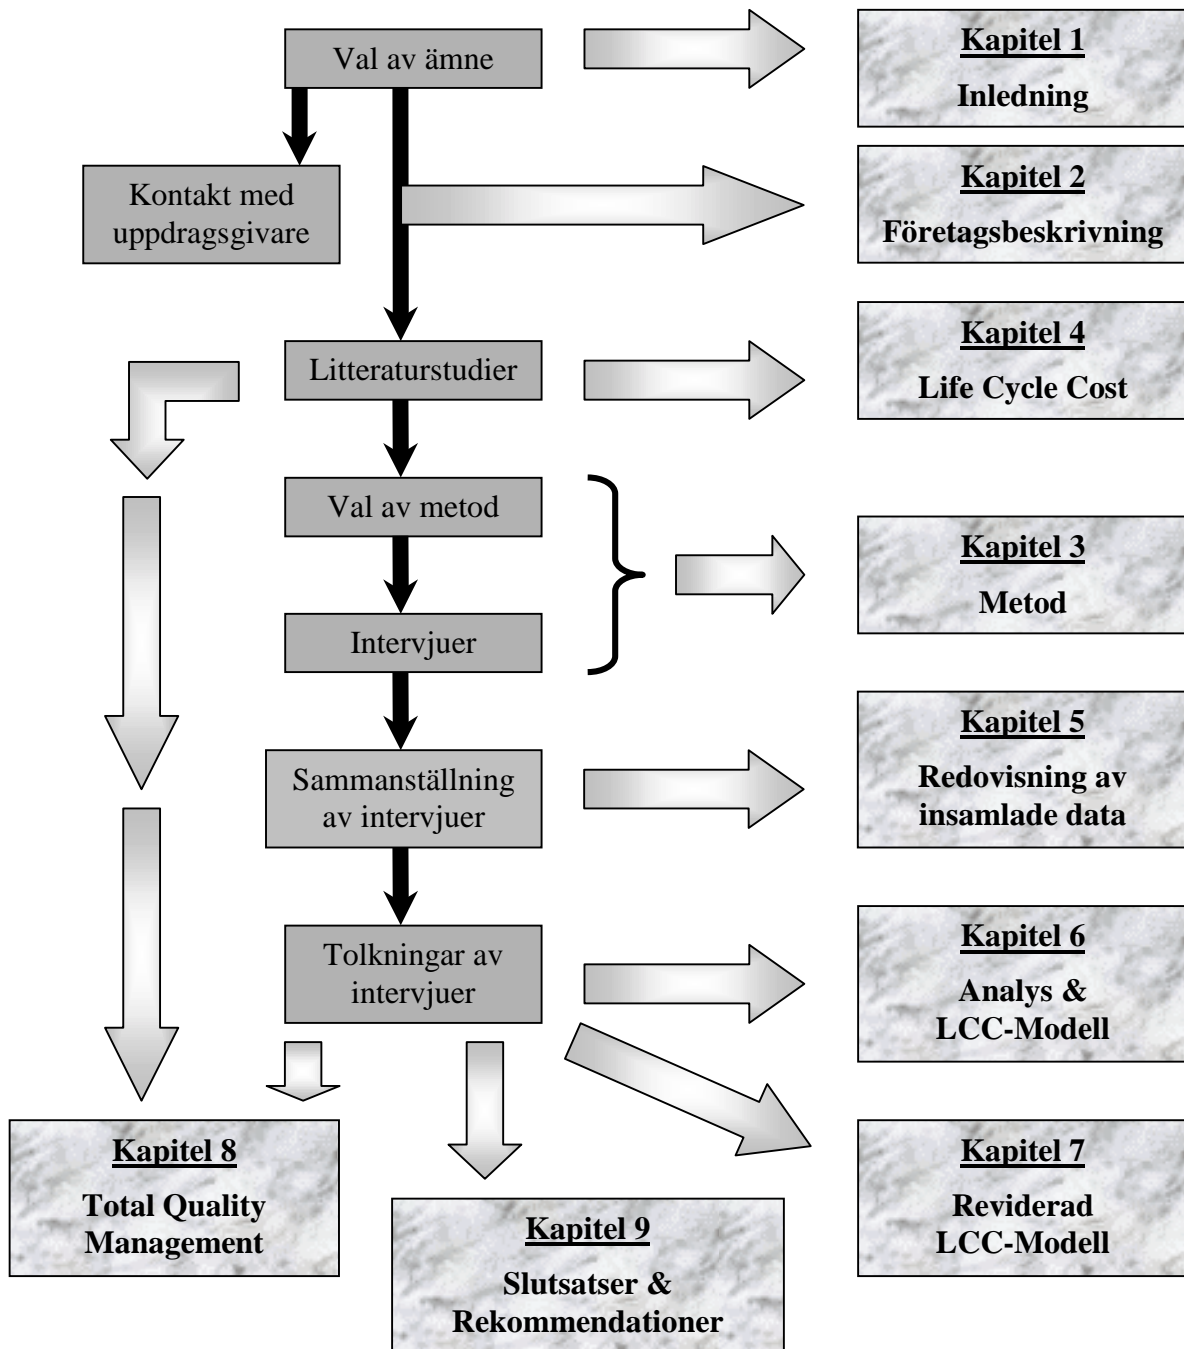 Val av ämne
Kapitel 1
Inledning
Kontakt med
uppdragsgivare
Kapitel 2
Företagsbeskrivning
Litteraturstudier
Kapitel 4
Life Cycle Cost
Val av metod
Intervjuer
Kapitel 3
Metod
Sammanställning
av intervjuer
Kapitel 5
Redovisning av
insamlade data
Tolkningar av
intervjuer
Kapitel 6
Analys &
LCC-Modell
Kapitel 8
Total Quality
Management
Kapitel 9
Slutsatser &
Rekommendationer
Kapitel 7
Reviderad
LCC-Modell